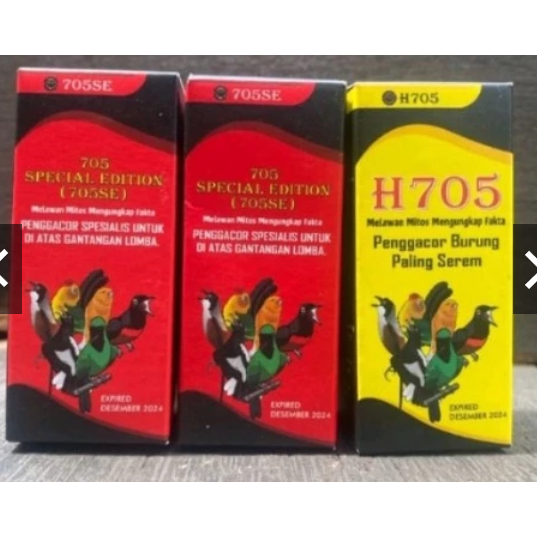 705SE
705
SPECIAL EDITION
(705SE)
Melawan Mitos Mengungkap Fakta
PENGGACOR SPESIALIS UNTUK
DI ATAS GANTANGAN LOMBA.
EXPIRED
DESEMBER 2024
705SE
705
SPECIAL EDITION
(705SE)
Melawan Mitos Mengungkap Fakta
PENGGACOR SPESIALIS UNTUK
DI ATAS GANTANGAN LOMBA.
EXPIRED
DESEMBER 2024
H705
H705
Melawan Mitos Mengungkap Fakta
Penggacor Burung
Paling Serem
EXPIRED
DESEMBER 2024